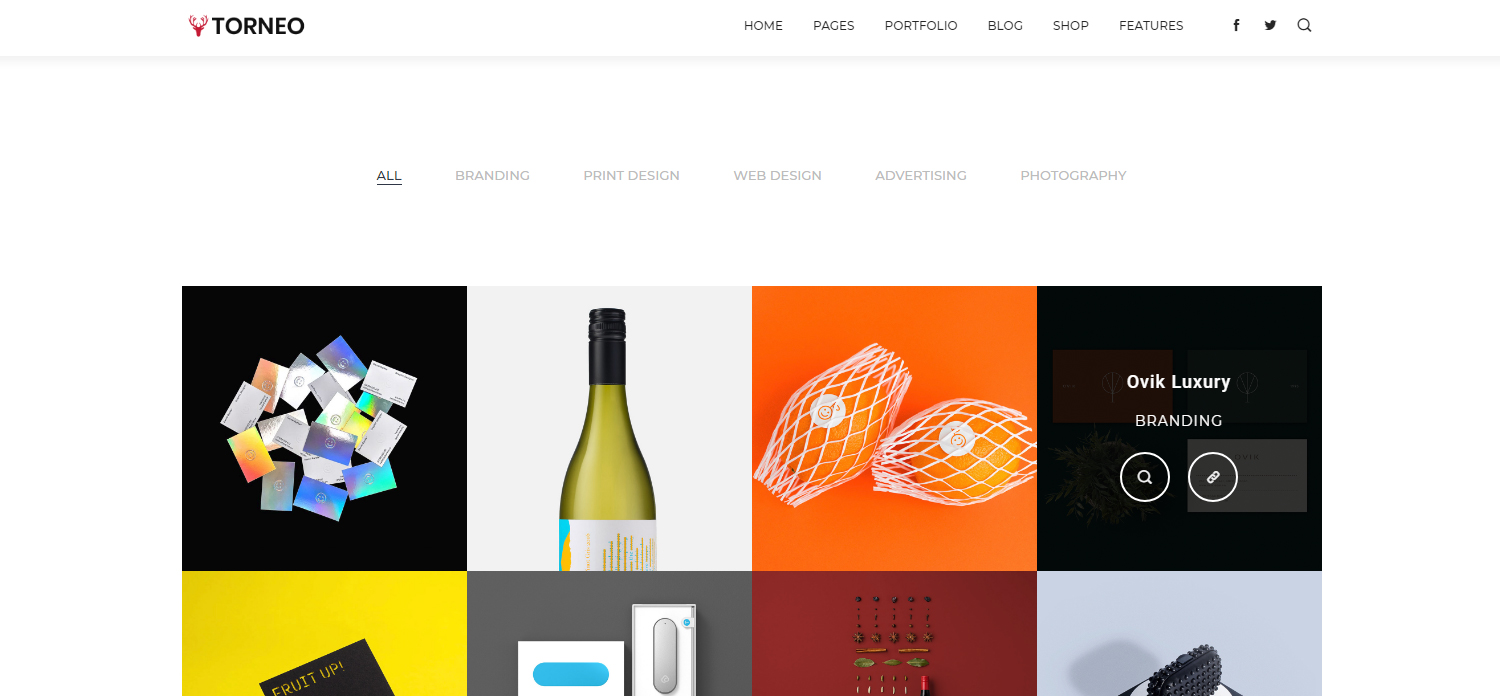 TORNEO
HOME PAGES PORTFOLIO BLOG SHOP FEATURES
ALL BRANDING PRINT DESIGN WEB DESIGN ADVERTISING PHOTOGRAPHY
Ovik Luxury
BRANDING
OVIK
FRUIT UP!